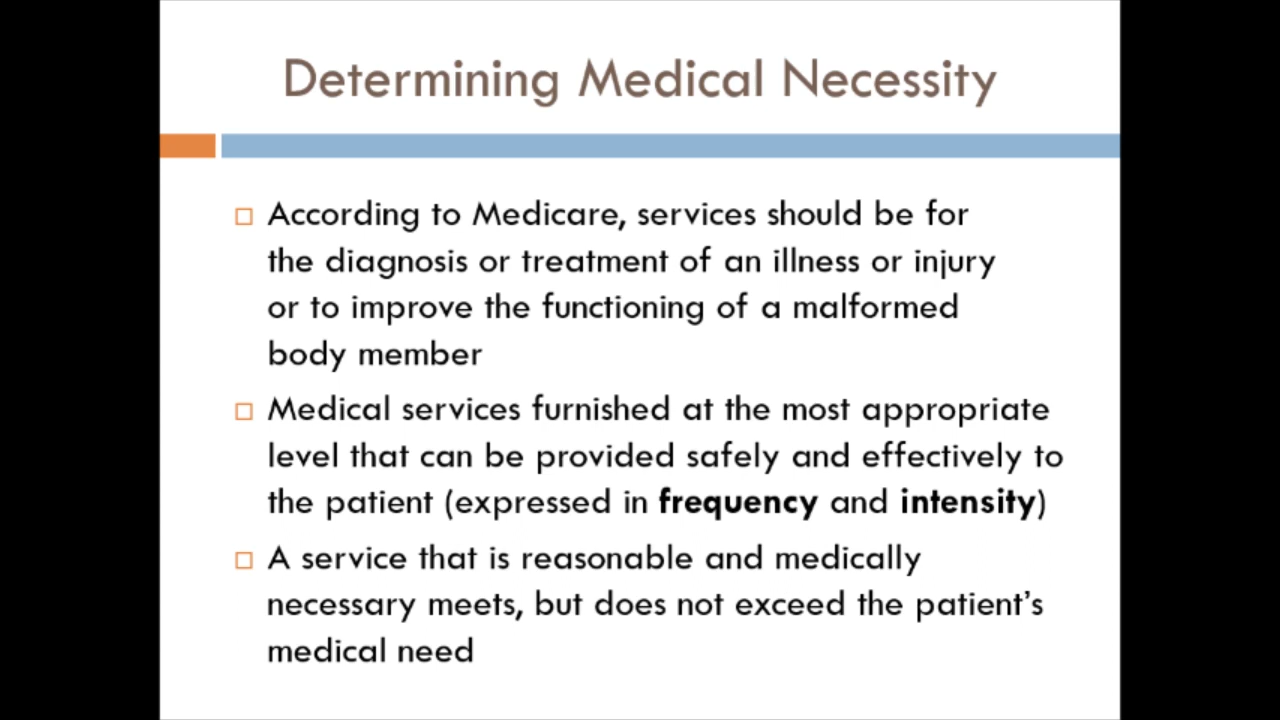 Determining Medical Necessity
According to Medicare, services should be for
the diagnosis or treatment of an illness or injury
or to improve the functioning of a malformed
body member
Medical services furnished at the most appropriate
level that can be provided safely and effectively to
the patient (expressed in frequency and intensity)
A service that is reasonable and medically
necessary meets, but does not exceed the patient’s
medical need